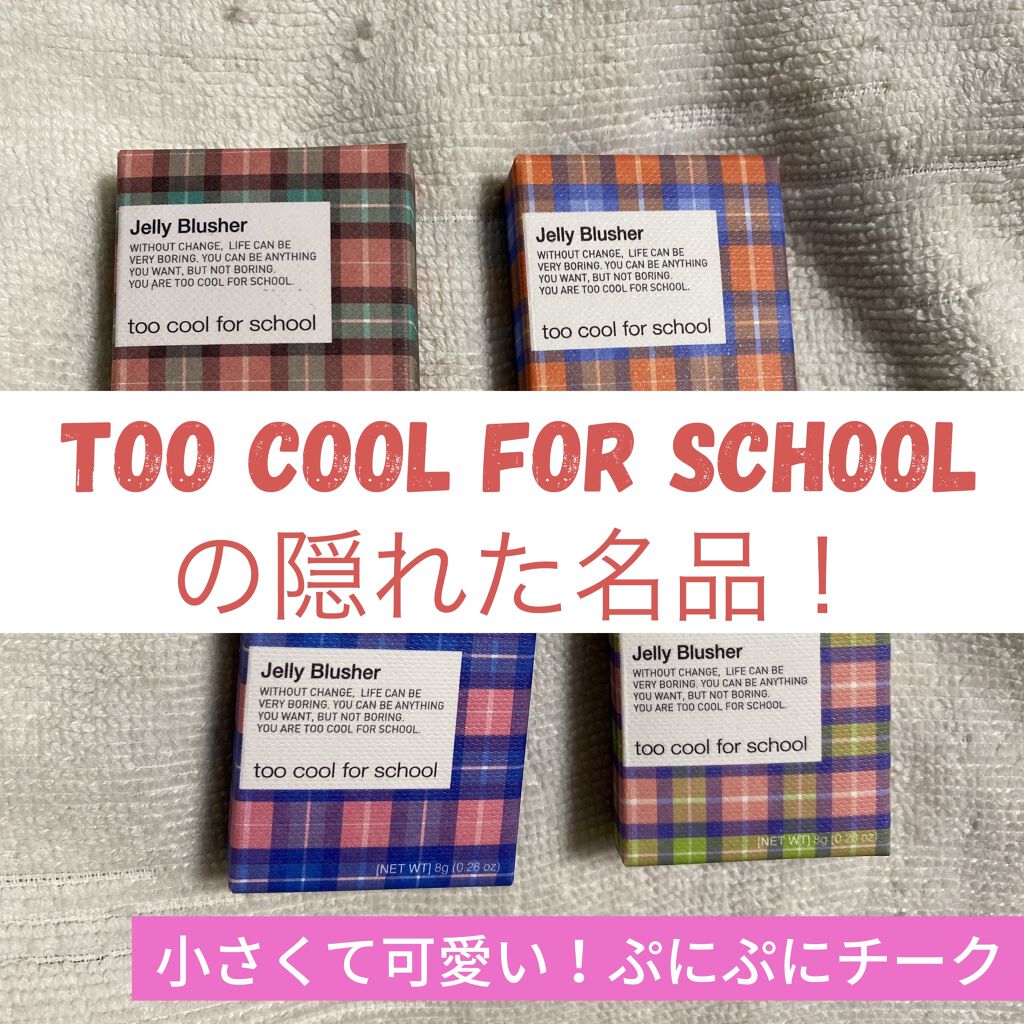 Jelly Blusher
WITHOUT CHANGE, LIFE CAN BE
VERY BORING. YOU CAN BE ANYTHING
YOU WANT, BUT NOT BORING.
YOU ARE TOO COOL FOR SCHOOL.
too cool for school
Jelly Blusher
WITHOUT CHANGE, LIFE CAN BE
VERY BORING. YOU CAN BE ANYTHING
YOU WANT, BUT NOT BORING.
YOU ARE TOO COOL FOR SCHOOL.
too cool for school
TOO COOL FOR SCHOOL
の隠れた名品！
Jelly Blusher
WITHOUT CHANGE, LIFE CAN BE
VERY BORING. YOU CAN BE ANYTHING
YOU WANT, BUT NOT BORING.
YOU ARE TOO COOL FOR SCHOOL.
too cool for school
[NET WT] 8g (0.28 oz)
Jelly Blusher
WITHOUT CHANGE, LIFE CAN BE
VERY BORING. YOU CAN BE ANYTHING
YOU WANT, BUT NOT BORING.
YOU ARE TOO COOL FOR SCHOOL.
too cool for school
[NET WT] 8g (0.28 oz)
小さくて可愛い！ぷにぷにチーク